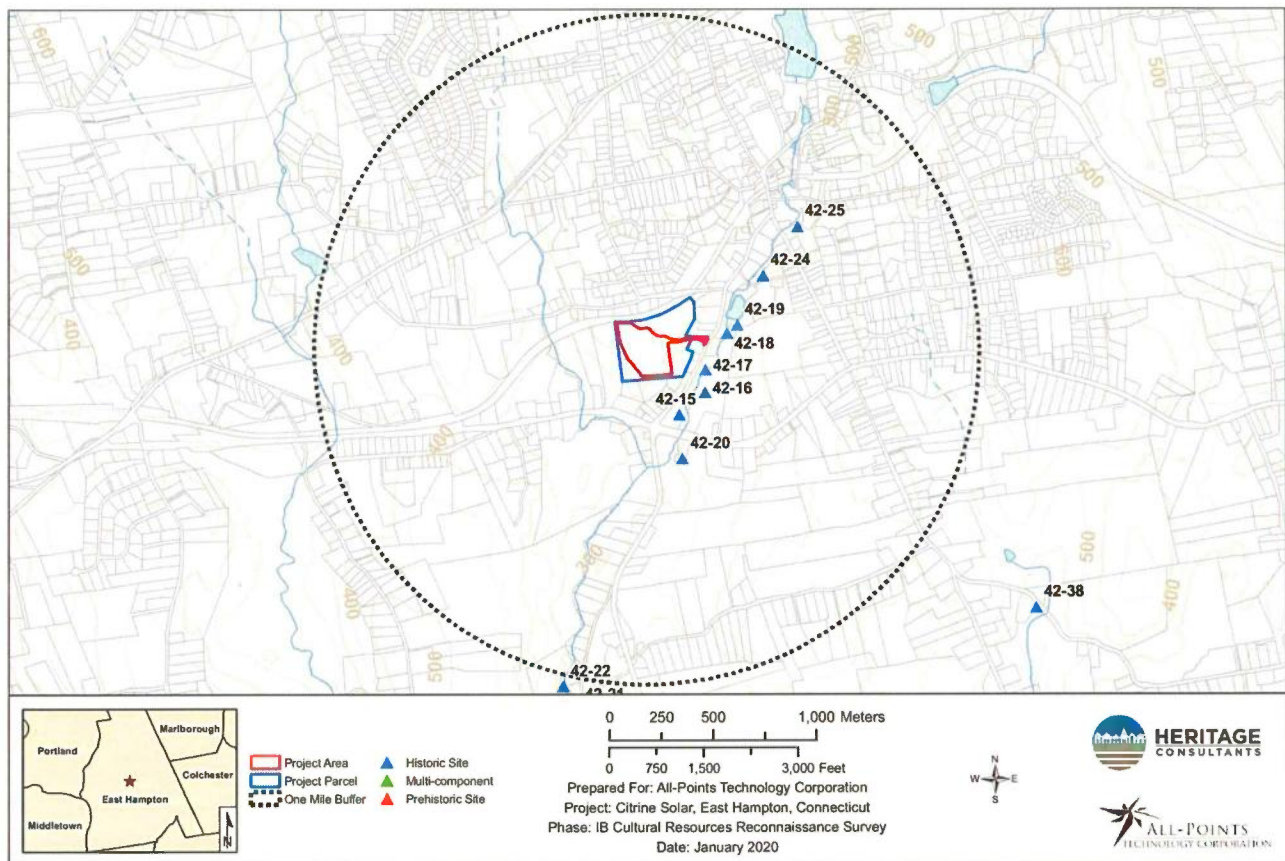 600
500
500
500
500
500
600
600
400
400
400
400
300
500
500
400
42-25
42-24
42-19
42-18
42-17
42-16
42-15
42-20
42-38
42-22
Portland
Marlborough
Colchester
East Hampton
Middletown
N
Project Area
Project Parcel
One Mile Buffer
Historic Site
Multi-component
Prehistoric Site
0 250 500 1,000 Meters
0 750 1,500 3,000 Feet
Prepared For: All-Points Technology Corporation
Project: Citrine Solar, East Hampton, Connecticut
Phase: IB Cultural Resources Reconnaissance Survey
Date: January 2020
N
W E
S
HERITAGE
CONSULTANTS
ALL-POINTS
TECHNOLOGY CORPORATION